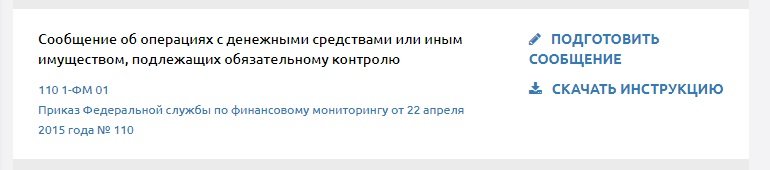 Сообщение об операциях с денежными средствами или иным
имуществом, подлежащих обязательному контролю
110 1-ФМ 01
Приказ Федеральной службы по финансовому мониторингу от 22 апреля
2015 года № 110
ПОДГОТОВИТЬ
СООБЩЕНИЕ
СКАЧАТЬ ИНСТРУКЦИЮ